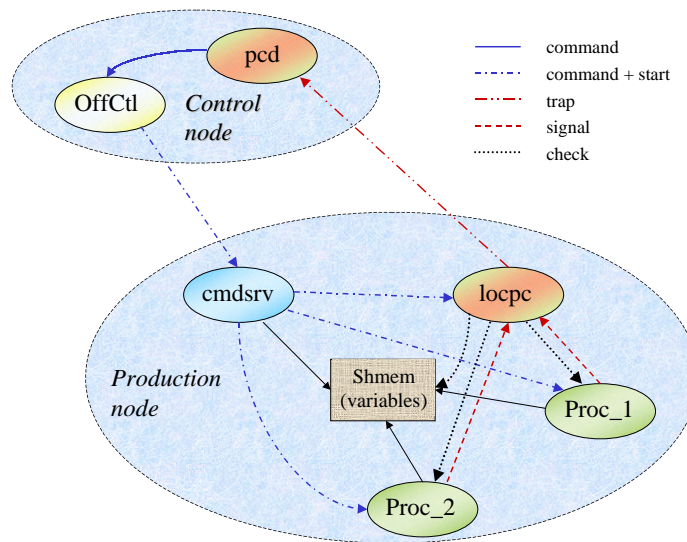 pcd
OffCtl
Control
node
command
command + start
trap
signal
check
cmdsrv
locpc
Shmem
(variables)
Production
node
Proc_1
Proc_2